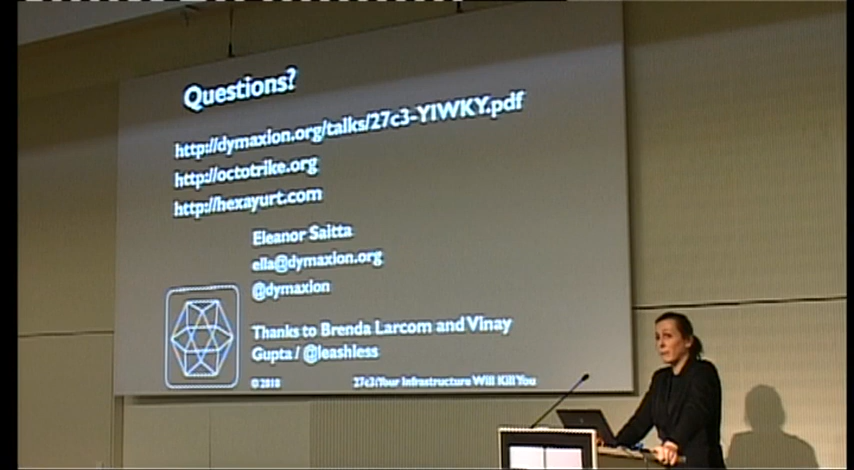 Questions?
http://dymaxion.org/talks/27c3-YIWKY.pdf
http://octotrike.org
http://hexayurt.com
Eleanor Saitta
ella@dymaxion.org
@dymaxion
Thanks to Brenda Larcom and Vinay
Gupta / @leashless
27c3:Your Infrastructure Will Kill You